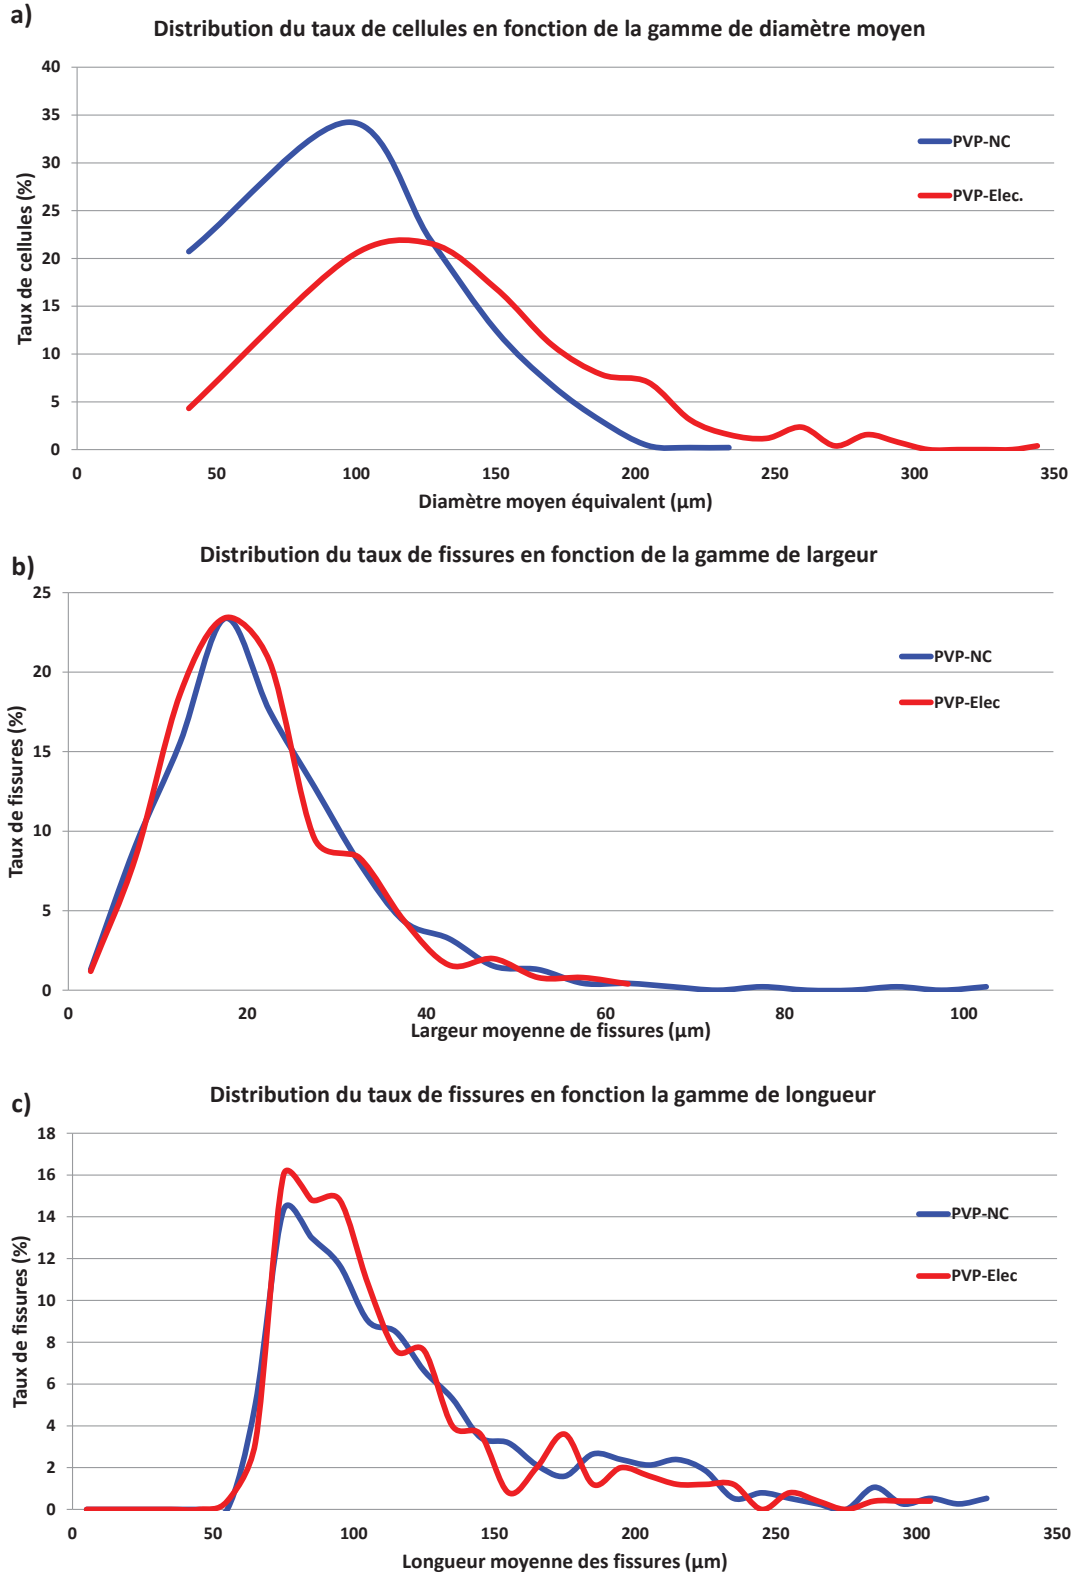 a)
Distribution du taux de cellules en fonction de la gamme de diamètre moyen
40
35
30
25
20
15
10
5
0
Taux de cellules (%)
PVP-NC
PVP-Elec.
0 50 100 150 200 250 300 350
Diamètre moyen équivalent (µm)
b)
Distribution du taux de fissures en fonction de la gamme de largeur
25
20
15
10
5
0
Taux de fissures (%)
PVP-NC
PVP-Elec
0 20 40 60 80 100
Largeur moyenne de fissures (µm)
c)
Distribution du taux de fissures en fonction la gamme de longueur
18
16
14
12
10
8
6
4
2
0
Taux de fissures (%)
PVP-NC
PVP-Elec
0 50 100 150 200 250 300 350
Longueur moyenne des fissures (µm)